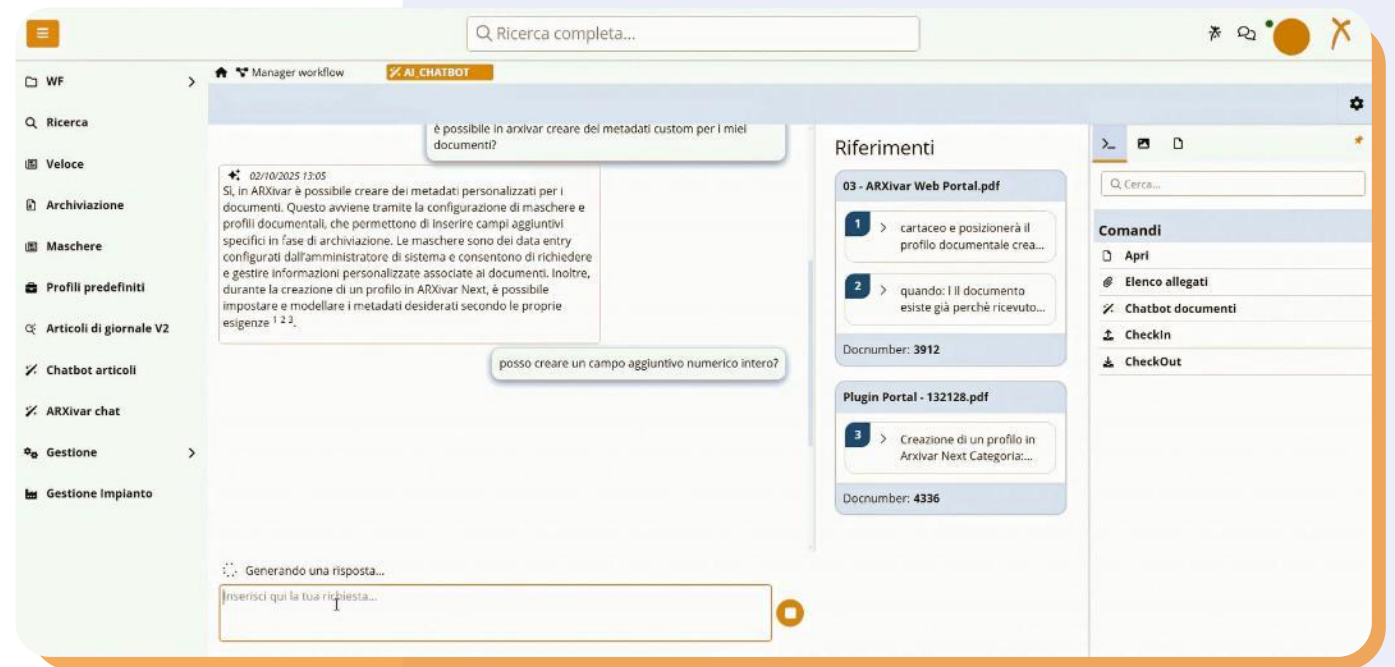 Ricerca completa...
WF
Ricerca
Veloce
Archiviazione
Maschere
Profili predefiniti
Articoli di giornale V2
Chatbot articoli
ARXivar chat
Gestione
Gestione Impianto
Manager workflow
AI_CHATBOT
è possibile in arxivar creare dei metadati custom per i miei
documenti?
02/10/2025 13:05
Sì, in ARXivar è possibile creare dei metadati personalizzati per i
documenti. Questo avviene tramite la configurazione di maschere e
profili documentali, che permettono di inserire campi aggiuntivi
specifici in fase di archiviazione. Le maschere sono dei data entry
configurati dall'amministratore di sistema e consentono di richiedere
e gestire informazioni personalizzate associate ai documenti. Inoltre,
durante la creazione di un profilo in ARXivar Next, è possibile
impostare e modellare i metadati desiderati secondo le proprie
esigenze 1 2 3.
posso creare un campo aggiuntivo numerico intero?
Generando una risposta...
Inserisci qui la tua richiesta...
Riferimenti
03 - ARXivar Web Portal.pdf
1
cartaceo e posizionerà il
profilo documentale crea...
2
quando: l Il documento
esiste già perchè ricevuto...
Docnumber: 3912
Plugin Portal - 132128.pdf
3
Creazione di un profilo in
Arxivar Next Categoria:...
Docnumber: 4336
Cerca...
Comandi
Apri
Elenco allegati
Chatbot documenti
CheckIn
CheckOut